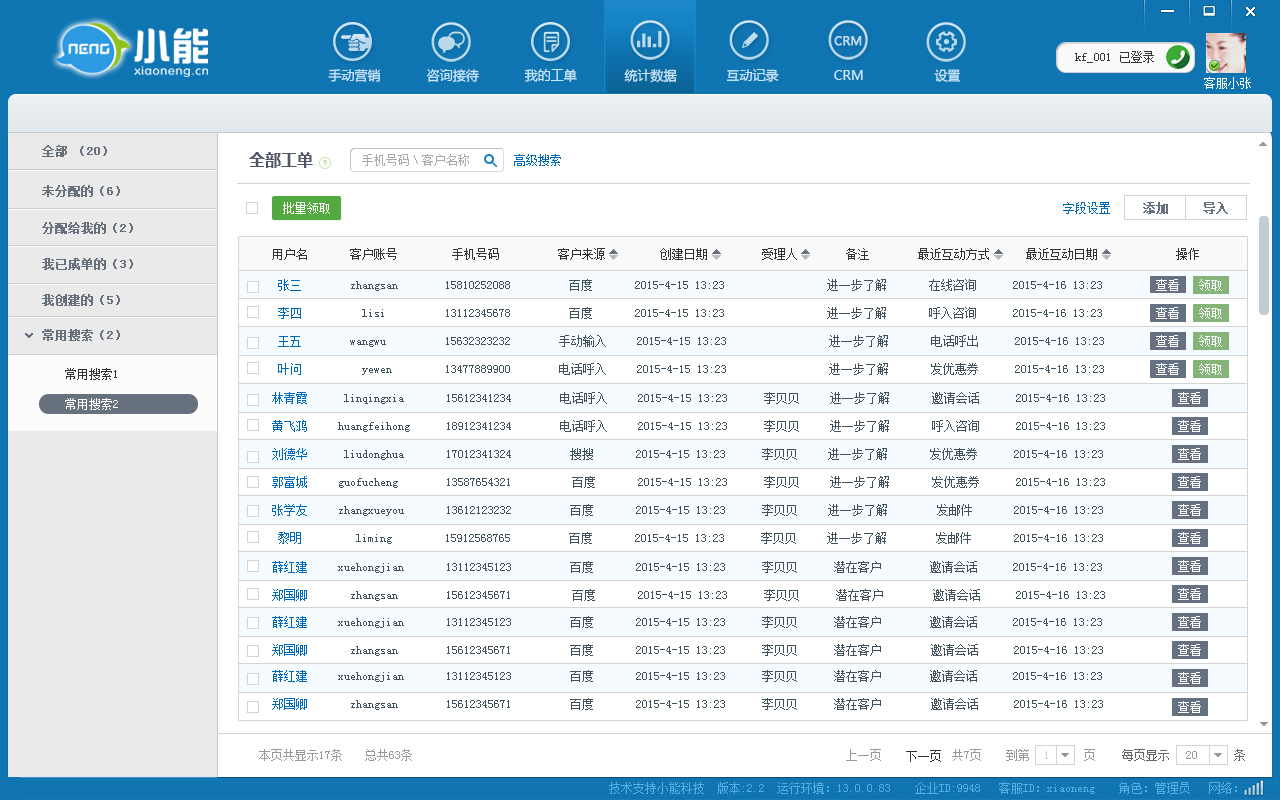 NENG 小能
xiaoneng.cn
手动营销 咨询接待 我的工单 统计数据 互动记录 CRM CRM 设置
kf_001 已登录
客服小张
全部 （20）
未分配的（6）
分配给我的（2）
我已成单的（3）
我创建的（5）
常用搜索（2）
常用搜索1
常用搜索2
全部工单 ? 手机号码 \ 客户名称 高级搜索
批量领取 字段设置 添加 导入
用户名 客户账号 手机号码 客户来源 创建日期 受理人 备注 最近互动方式 最近互动日期 操作
张三 zhangsan 15810252088 百度 2015-4-15 13:23 进一步了解 在线咨询 2015-4-16 13:23 查看 领取
李四 lisi 13112345678 百度 2015-4-15 13:23 进一步了解 呼入咨询 2015-4-16 13:23 查看 领取
王五 wangwu 15632323232 手动输入 2015-4-15 13:23 进一步了解 电话呼出 2015-4-16 13:23 查看 领取
叶问 yewen 13477889900 电话呼入 2015-4-15 13:23 进一步了解 发优惠券 2015-4-16 13:23 查看 领取
林青霞 linqingxia 15612341234 电话呼入 2015-4-15 13:23 李贝贝 进一步了解 邀请会话 2015-4-16 13:23 查看
黄飞鸿 huangfeihong 18912341234 电话呼入 2015-4-15 13:23 李贝贝 进一步了解 呼入咨询 2015-4-16 13:23 查看
刘德华 liudonghua 17012341324 搜搜 2015-4-15 13:23 李贝贝 进一步了解 发优惠券 2015-4-16 13:23 查看
郭富城 guofucheng 13587654321 百度 2015-4-15 13:23 李贝贝 进一步了解 发优惠券 2015-4-16 13:23 查看
张学友 zhangxueyou 13612123232 百度 2015-4-15 13:23 李贝贝 进一步了解 发邮件 2015-4-16 13:23 查看
黎明 liming 15912568765 百度 2015-4-15 13:23 李贝贝 进一步了解 发邮件 2015-4-16 13:23 查看
薛红建 xuehongjian 13112345123 百度 2015-4-15 13:23 李贝贝 潜在客户 邀请会话 2015-4-16 13:23 查看
郑国卿 zhangsan 15612345671 百度 2015-4-15 13:23 李贝贝 潜在客户 邀请会话 2015-4-16 13:23 查看
薛红建 xuehongjian 13112345123 百度 2015-4-15 13:23 李贝贝 潜在客户 邀请会话 2015-4-16 13:23 查看
郑国卿 zhangsan 15612345671 百度 2015-4-15 13:23 李贝贝 潜在客户 邀请会话 2015-4-16 13:23 查看
薛红建 xuehongjian 13112345123 百度 2015-4-15 13:23 李贝贝 潜在客户 邀请会话 2015-4-16 13:23 查看
郑国卿 zhangsan 15612345671 百度 2015-4-15 13:23 李贝贝 潜在客户 邀请会话 2015-4-16 13:23 查看
本页共显示17条 总共63条 上一页 下一页 共7页 到第 1 页 每页显示 20 条
技术支持小能科技 版本:2.2 运行环境：13.0.0.83 企业ID:9948 客服ID：xiaoneng 角色：管理员 网络：